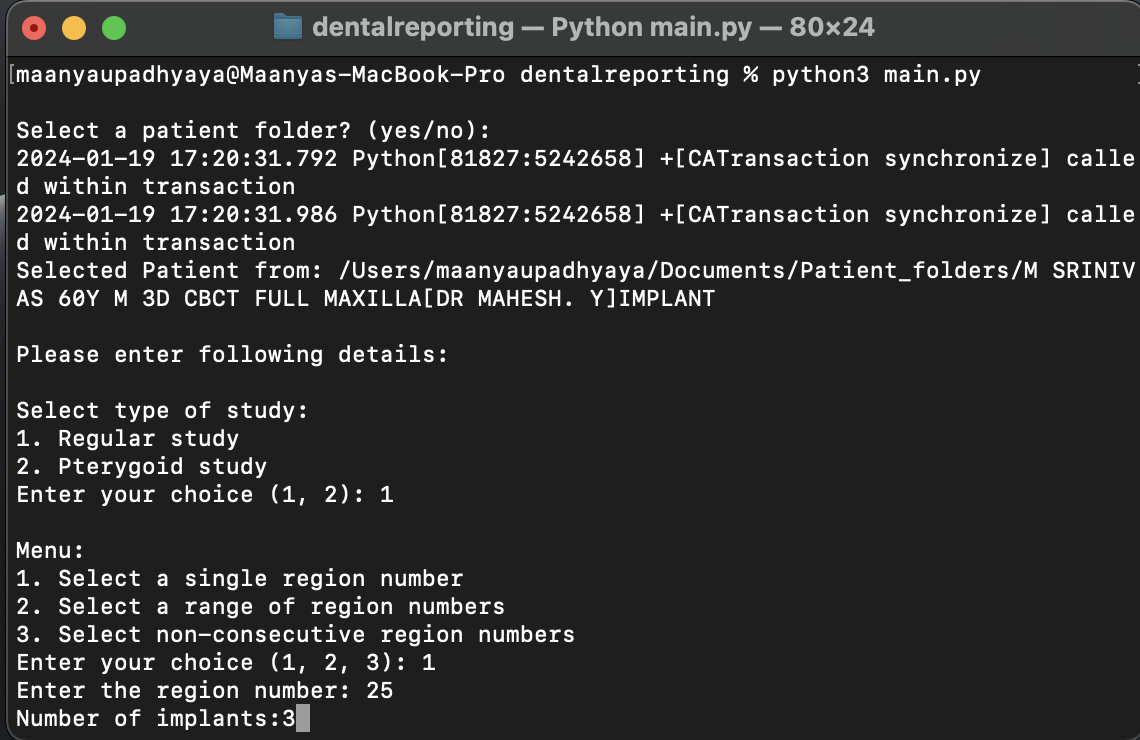 dentalreporting — Python main.py — 80×24
[maanyaupadhyaya@Maanyas-MacBook-Pro dentalreporting % python3 main.py ]
Select a patient folder? (yes/no):
2024-01-19 17:20:31.792 Python[81827:5242658] +[CATransaction synchronize] calle
d within transaction
2024-01-19 17:20:31.986 Python[81827:5242658] +[CATransaction synchronize] calle
d within transaction
Selected Patient from: /Users/maanyaupadhyaya/Documents/Patient_folders/M SRINIV
AS 60Y M 3D CBCT FULL MAXILLA[DR MAHESH. Y]IMPLANT
Please enter following details:
Select type of study:
1. Regular study
2. Pterygoid study
Enter your choice (1, 2): 1
Menu:
1. Select a single region number
2. Select a range of region numbers
3. Select non-consecutive region numbers
Enter your choice (1, 2, 3): 1
Enter the region number: 25
Number of implants:3